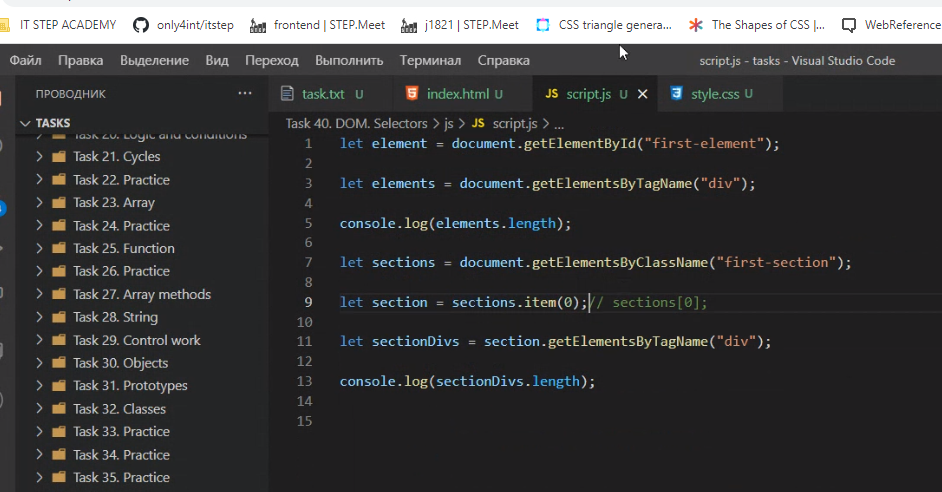 IT STEP ACADEMY only4int/itstep frontend | STEP.Meet j1821 | STEP.Meet CSS triangle genera... The Shapes of CSS |... WebReference
Файл Правка Выделение Вид Переход Выполнить Терминал Справка script.js - tasks - Visual Studio Code
ПРОВОДНИК ... task.txt U index.html U JS script.js U style.css U
TASKS
Task 40. DOM. Selectors > js > JS script.js > ...
Task 20. Logic and conditions
Task 21. Cycles
Task 22. Practice
Task 23. Array
Task 24. Practice
Task 25. Function
Task 26. Practice
Task 27. Array methods
Task 28. String
Task 29. Control work
Task 30. Objects
Task 31. Prototypes
Task 32. Classes
Task 33. Practice
Task 34. Practice
Task 35. Practice
1 let element = document.getElementById("first-element");
2
3 let elements = document.getElementsByTagName("div");
4
5 console.log(elements.length);
6
7 let sections = document.getElementsByClassName("first-section");
8
9 let section = sections.item(0);// sections[0];
10
11 let sectionDivs = section.getElementsByTagName("div");
12
13 console.log(sectionDivs.length);
14
15